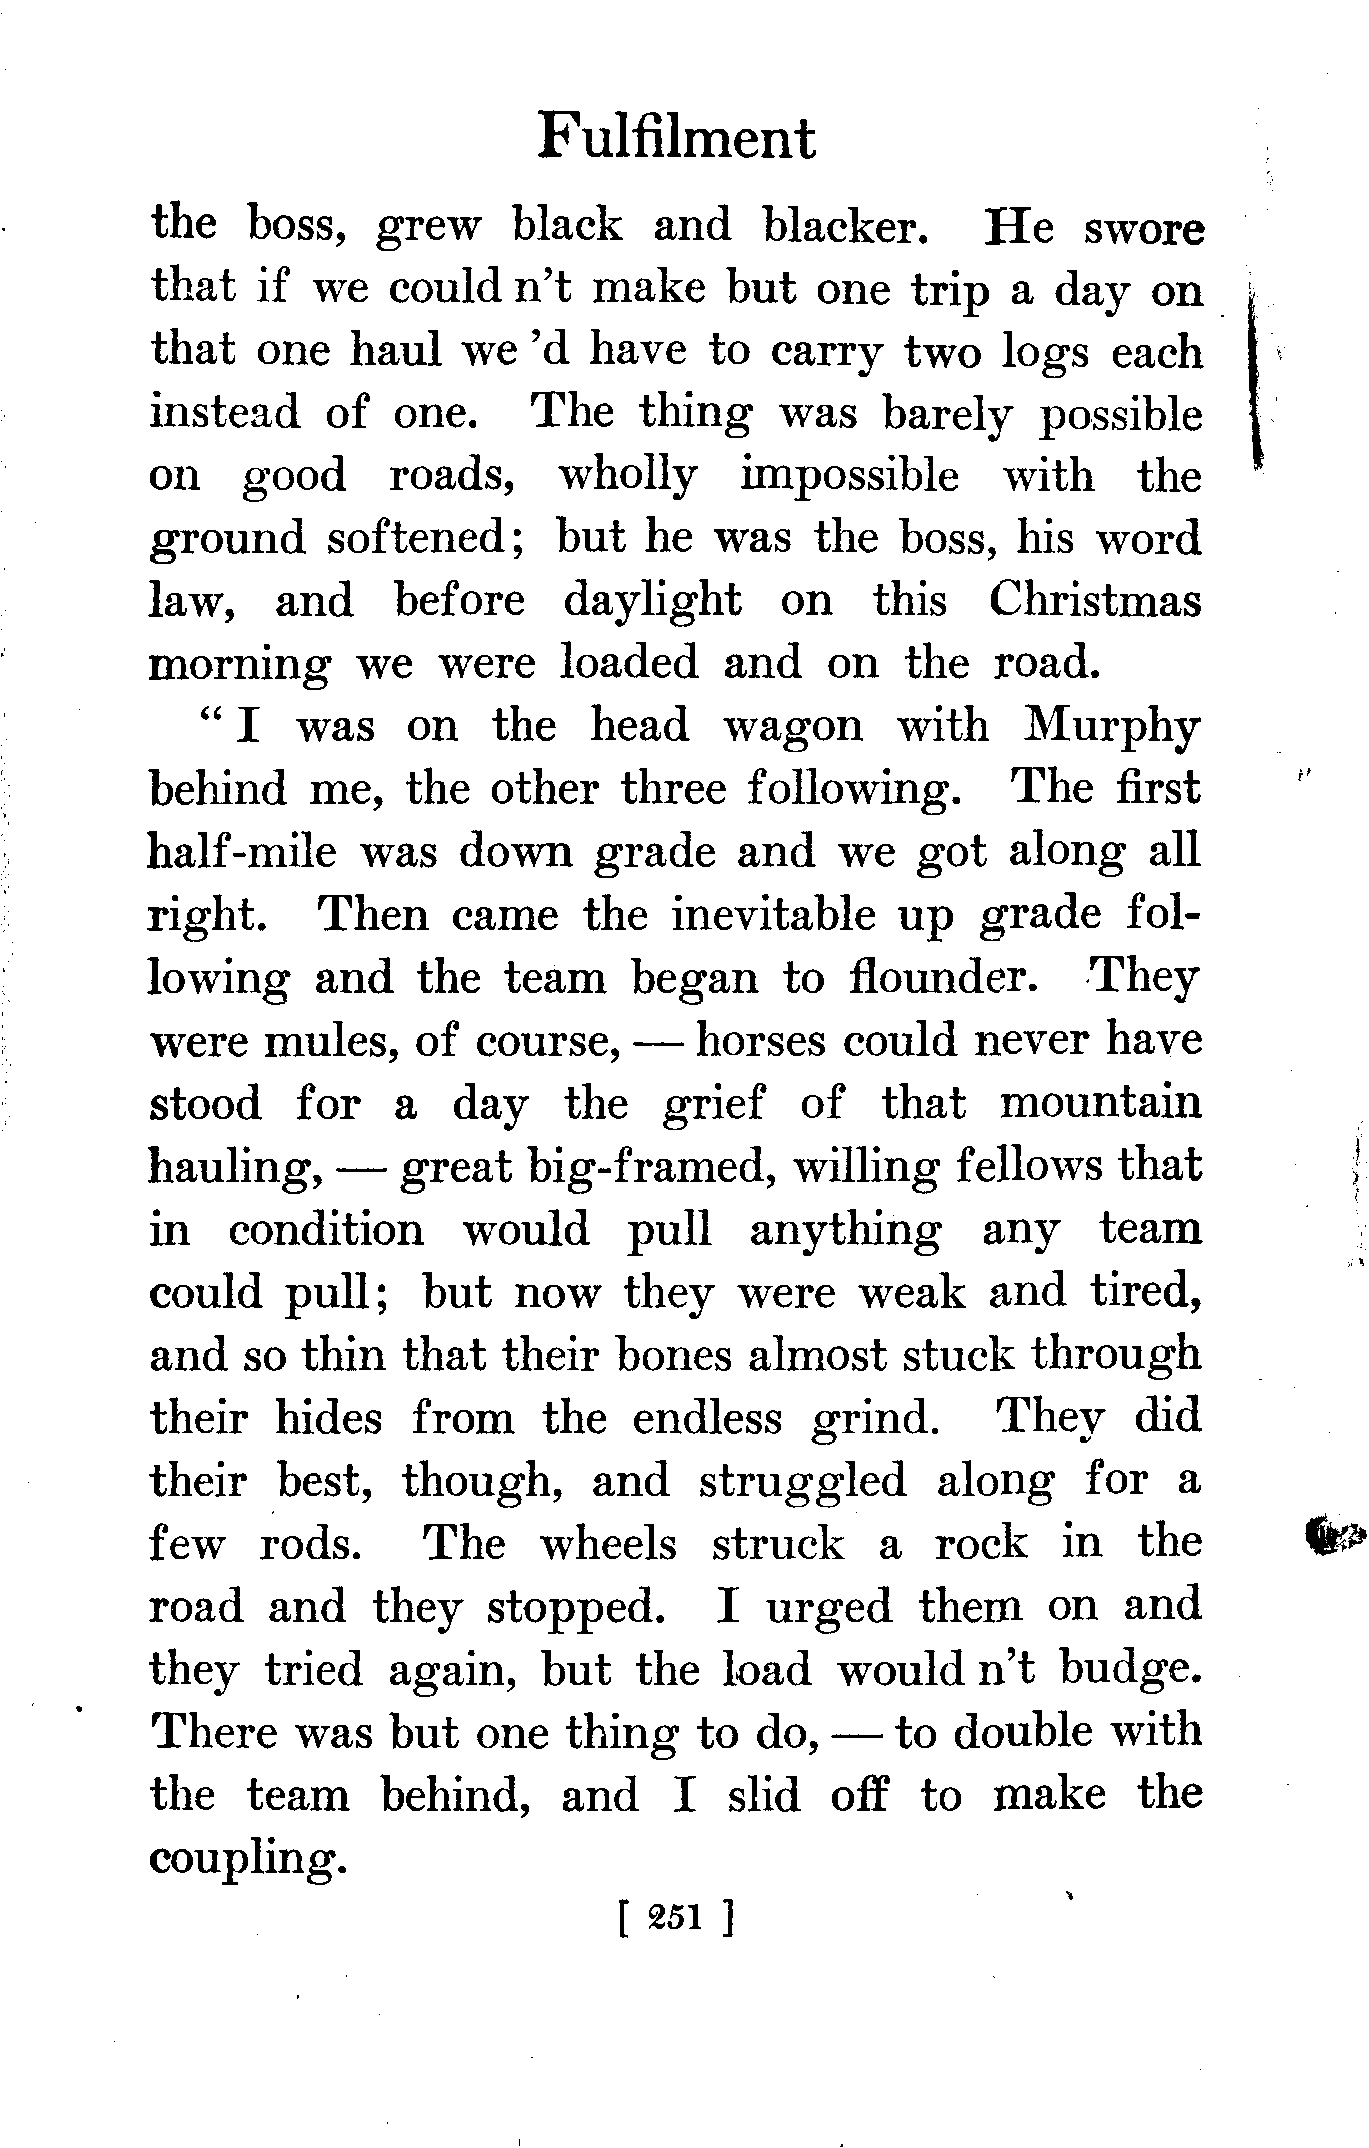 Fulfilment
the boss, grew black and blacker. He swore
that if we could n't make but one trip a day on
that one haul we 'd have to carry two logs each
instead of one. The thing was barely possible
on good roads, wholly impossible with the
ground softened; but he was the boss, his word
law, and before daylight on this Christmas
morning we were loaded and on the road.
“ I was on the head wagon with Murphy
behind me, the other three following. The first
half-mile was down grade and we got along all
right. Then came the inevitable up grade fol-
lowing and the team began to flounder. They
were mules, of course, — horses could never have
stood for a day the grief of that mountain
hauling, — great big-framed, willing fellows that
in condition would pull anything any team
could pull; but now they were weak and tired,
and so thin that their bones almost stuck through
their hides from the endless grind. They did
their best, though, and struggled along for a
few rods. The wheels struck a rock in the
road and they stopped. I urged them on and
they tried again, but the load would n't budge.
There was but one thing to do, — to double with
the team behind, and I slid off to make the
coupling.
[ 251 ]